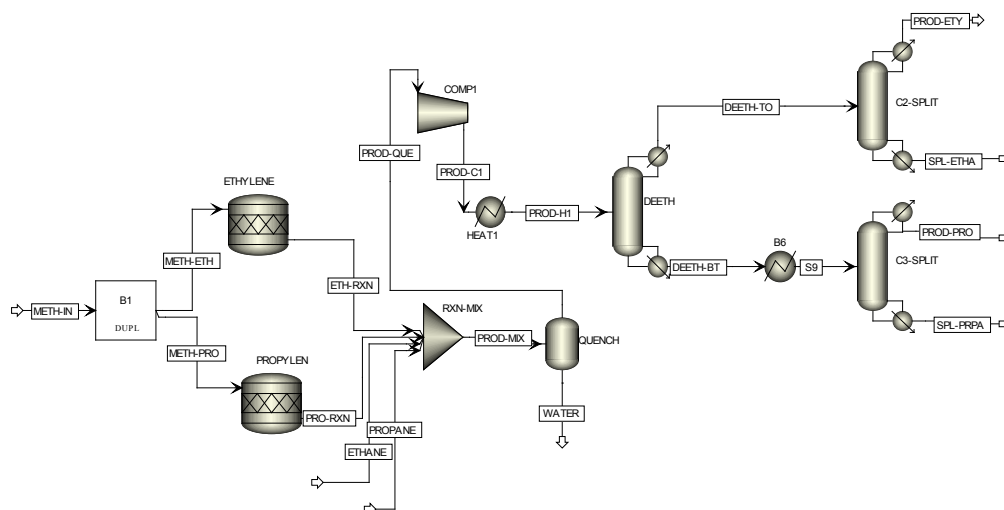 PROD-ETY
COMP1
C2-SPLIT
DEETH-TO
PROD-QUE
SPL-ETHA
PROD-C1
ETHYLENE
DEETH
PROD-H1
HEAT1
PROD-PRO
B6
C3-SPLIT
METH-ETH
DEETH-BT
S9
ETH-RXN
B1
DUPL
RXN-MIX
METH-IN
SPL-PRPA
PROD-MIX
QUENCH
METH-PRO
PROPYLEN
WATER
PRO-RXN
PROPANE
ETHANE